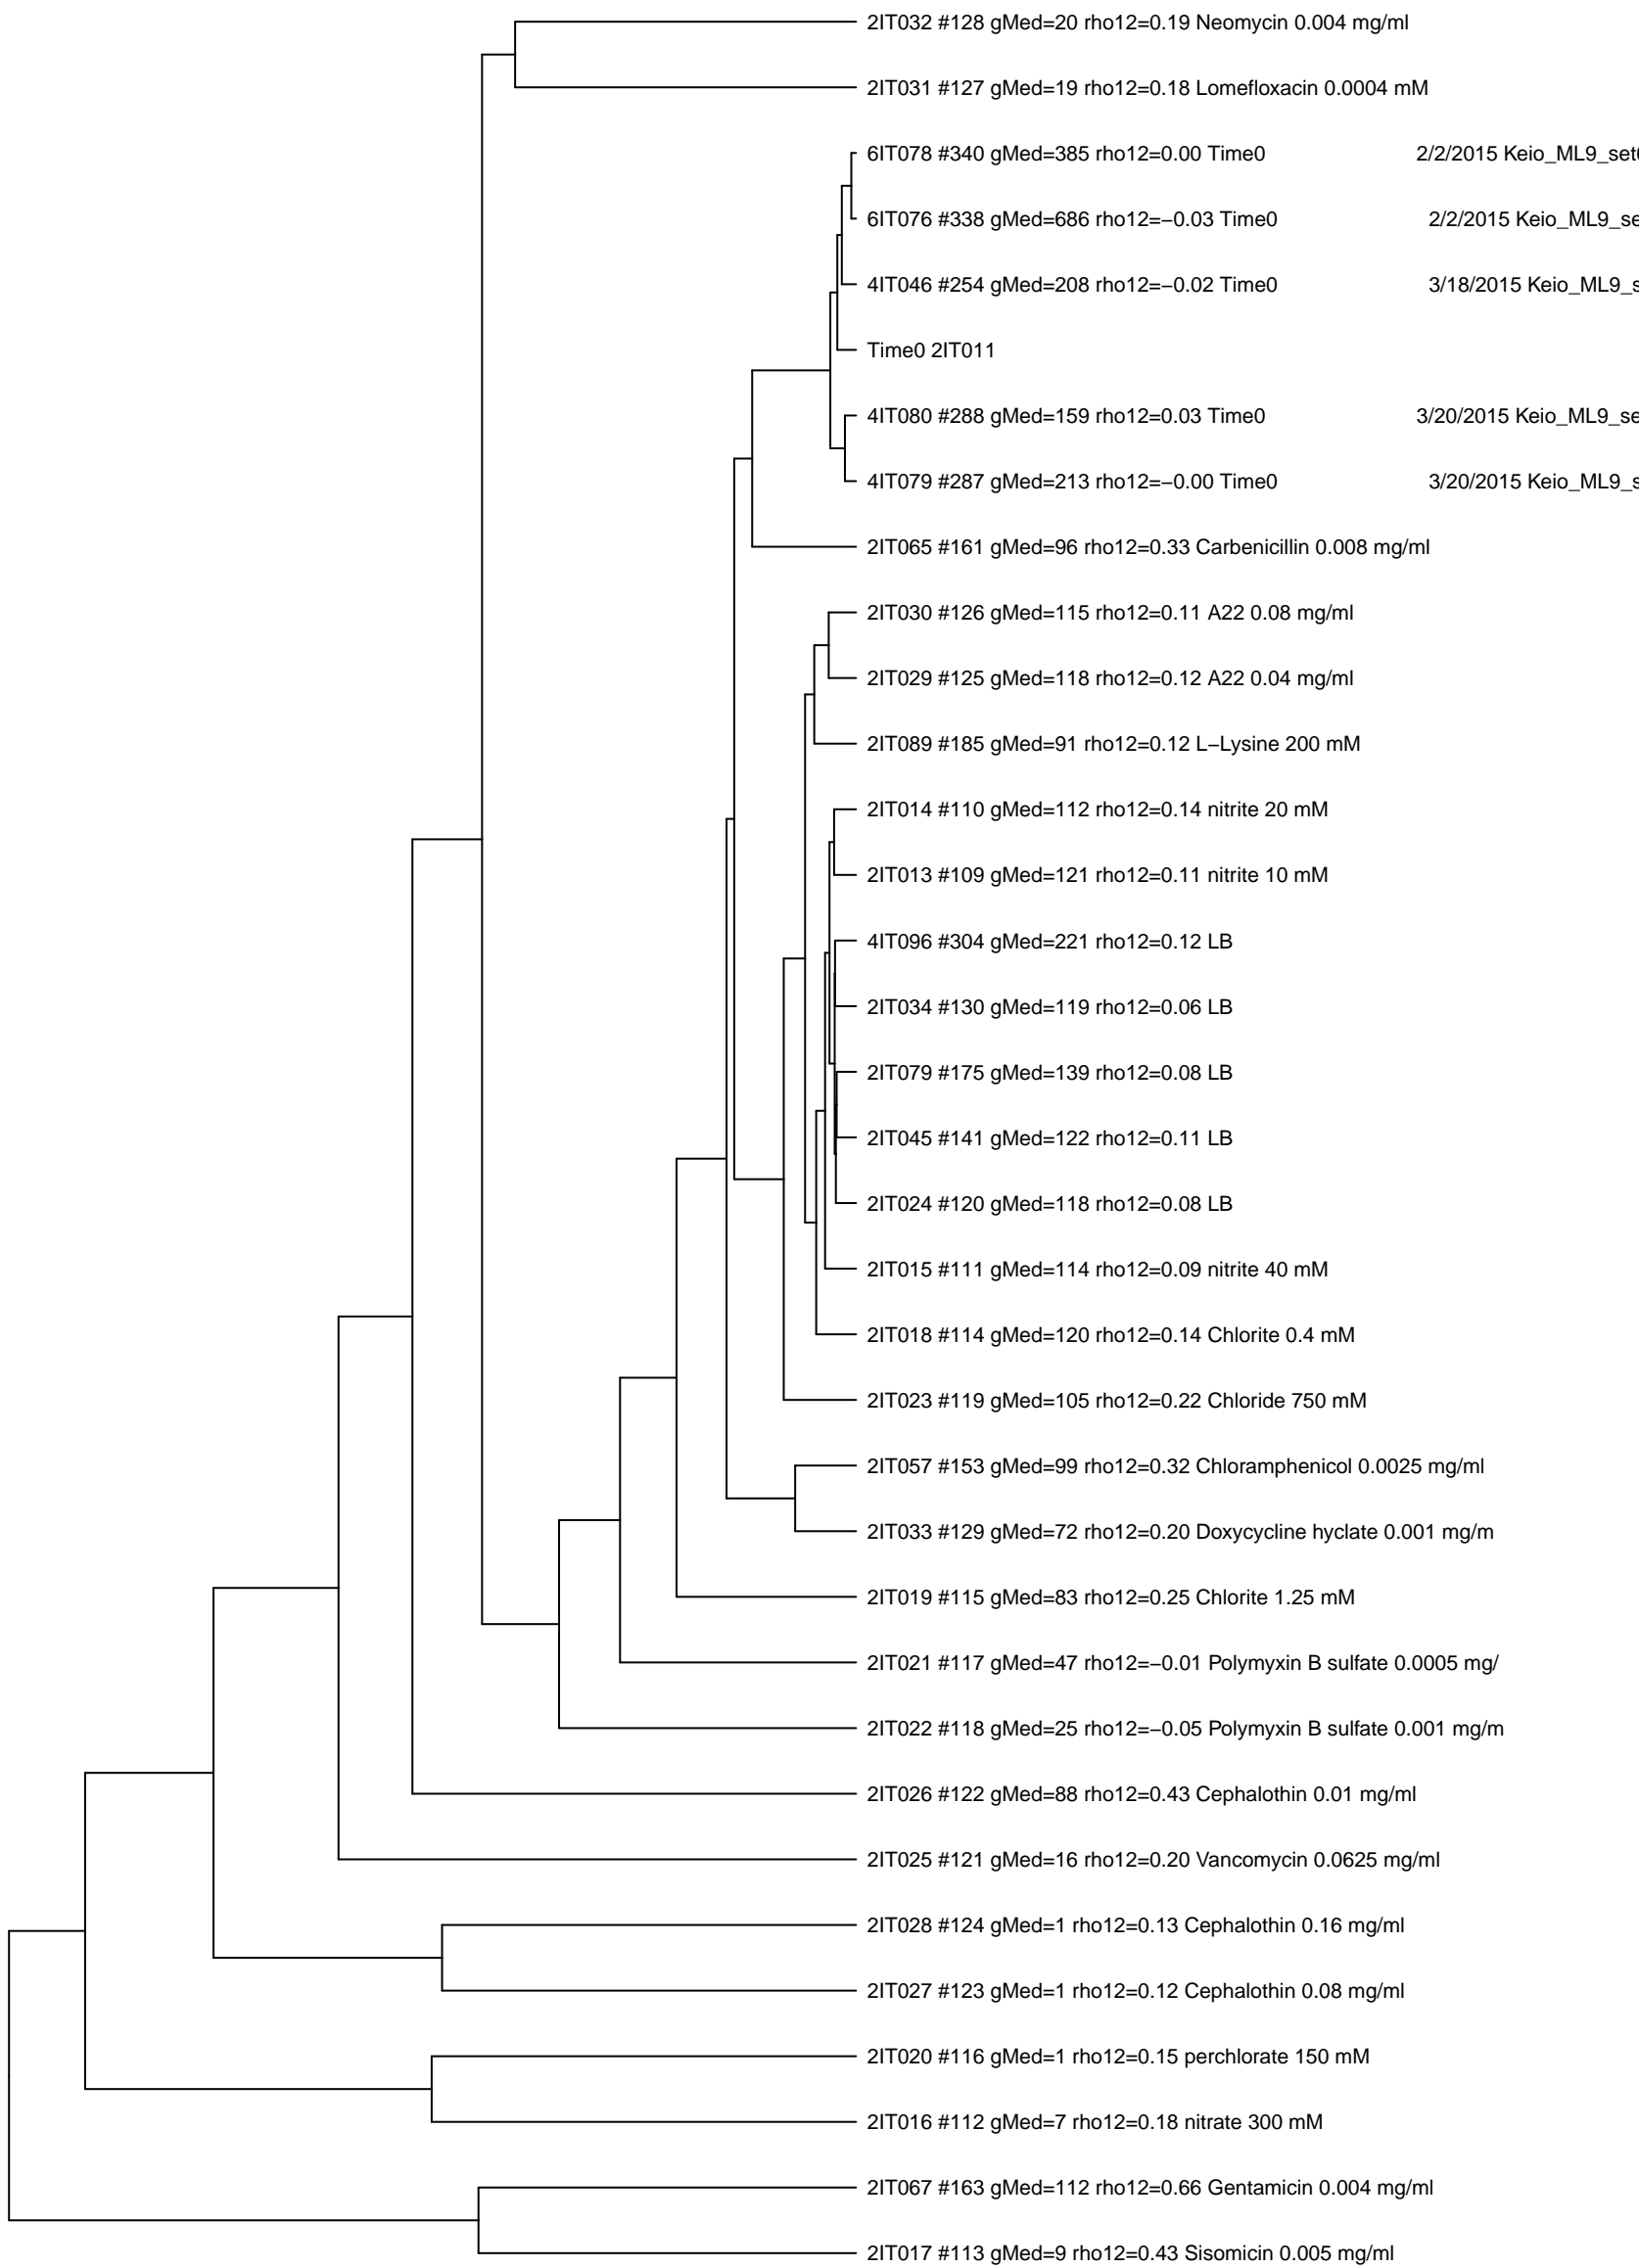 2IT032 #128 gMed=20 rho12=0.19 Neomycin 0.004 mg/ml
2IT031 #127 gMed=19 rho12=0.18 Lomefloxacin 0.0004 mM
6IT078 #340 gMed=385 rho12=0.00 Time0 2/2/2015 Keio_ML9_set
6IT076 #338 gMed=686 rho12=−0.03 Time0 2/2/2015 Keio_ML9_se
4IT046 #254 gMed=208 rho12=−0.02 Time0 3/18/2015 Keio_ML9_s
Time0 2IT011
4IT080 #288 gMed=159 rho12=0.03 Time0 3/20/2015 Keio_ML9_se
4IT079 #287 gMed=213 rho12=−0.00 Time0 3/20/2015 Keio_ML9_s
2IT065 #161 gMed=96 rho12=0.33 Carbenicillin 0.008 mg/ml
2IT030 #126 gMed=115 rho12=0.11 A22 0.08 mg/ml
2IT029 #125 gMed=118 rho12=0.12 A22 0.04 mg/ml
2IT089 #185 gMed=91 rho12=0.12 L−Lysine 200 mM
2IT014 #110 gMed=112 rho12=0.14 nitrite 20 mM
2IT013 #109 gMed=121 rho12=0.11 nitrite 10 mM
4IT096 #304 gMed=221 rho12=0.12 LB
2IT034 #130 gMed=119 rho12=0.06 LB
2IT079 #175 gMed=139 rho12=0.08 LB
2IT045 #141 gMed=122 rho12=0.11 LB
2IT024 #120 gMed=118 rho12=0.08 LB
2IT015 #111 gMed=114 rho12=0.09 nitrite 40 mM
2IT018 #114 gMed=120 rho12=0.14 Chlorite 0.4 mM
2IT023 #119 gMed=105 rho12=0.22 Chloride 750 mM
2IT057 #153 gMed=99 rho12=0.32 Chloramphenicol 0.0025 mg/ml
2IT033 #129 gMed=72 rho12=0.20 Doxycycline hyclate 0.001 mg/m
2IT019 #115 gMed=83 rho12=0.25 Chlorite 1.25 mM
2IT021 #117 gMed=47 rho12=−0.01 Polymyxin B sulfate 0.0005 mg/
2IT022 #118 gMed=25 rho12=−0.05 Polymyxin B sulfate 0.001 mg/m
2IT026 #122 gMed=88 rho12=0.43 Cephalothin 0.01 mg/ml
2IT025 #121 gMed=16 rho12=0.20 Vancomycin 0.0625 mg/ml
2IT028 #124 gMed=1 rho12=0.13 Cephalothin 0.16 mg/ml
2IT027 #123 gMed=1 rho12=0.12 Cephalothin 0.08 mg/ml
2IT020 #116 gMed=1 rho12=0.15 perchlorate 150 mM
2IT016 #112 gMed=7 rho12=0.18 nitrate 300 mM
2IT067 #163 gMed=112 rho12=0.66 Gentamicin 0.004 mg/ml
2IT017 #113 gMed=9 rho12=0.43 Sisomicin 0.005 mg/ml